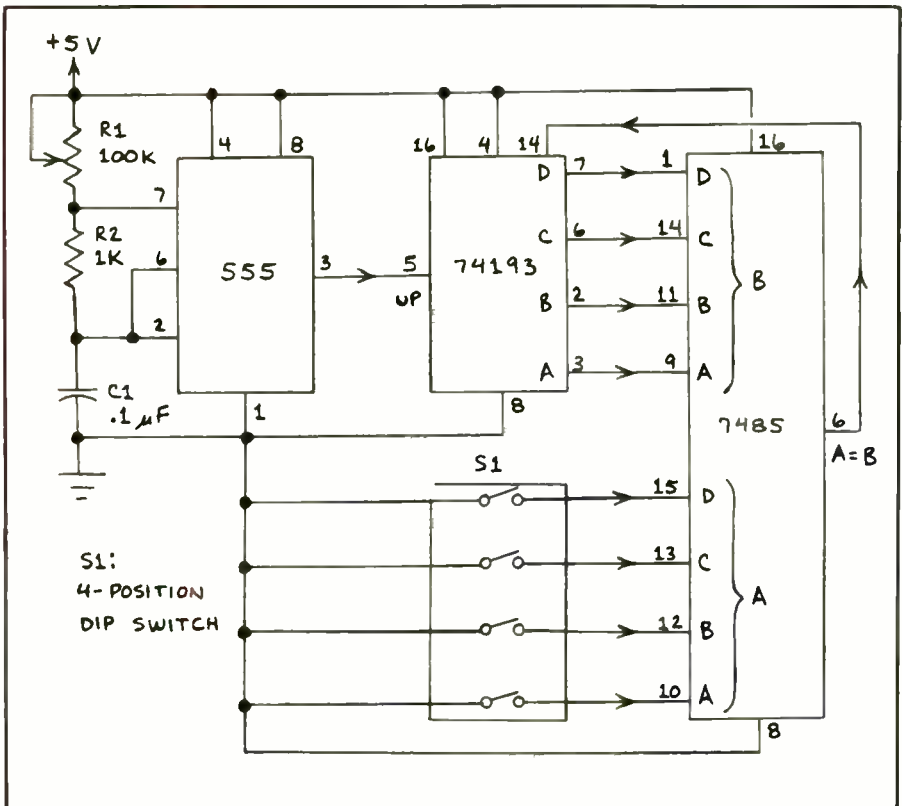 +5 V
R1
100K
4
8
7
R2
1K
6
555
3
2
C1
.1 µF
1
16
4
14
5
UP
74193
D
7
C
6
B
2
A
3
8
1
16
D
14
C
B
11
B
9
A
7485
6
A=B
S1
15
D
13
C
A
12
B
10
A
8
S1:
4-POSITION
DIP SWITCH